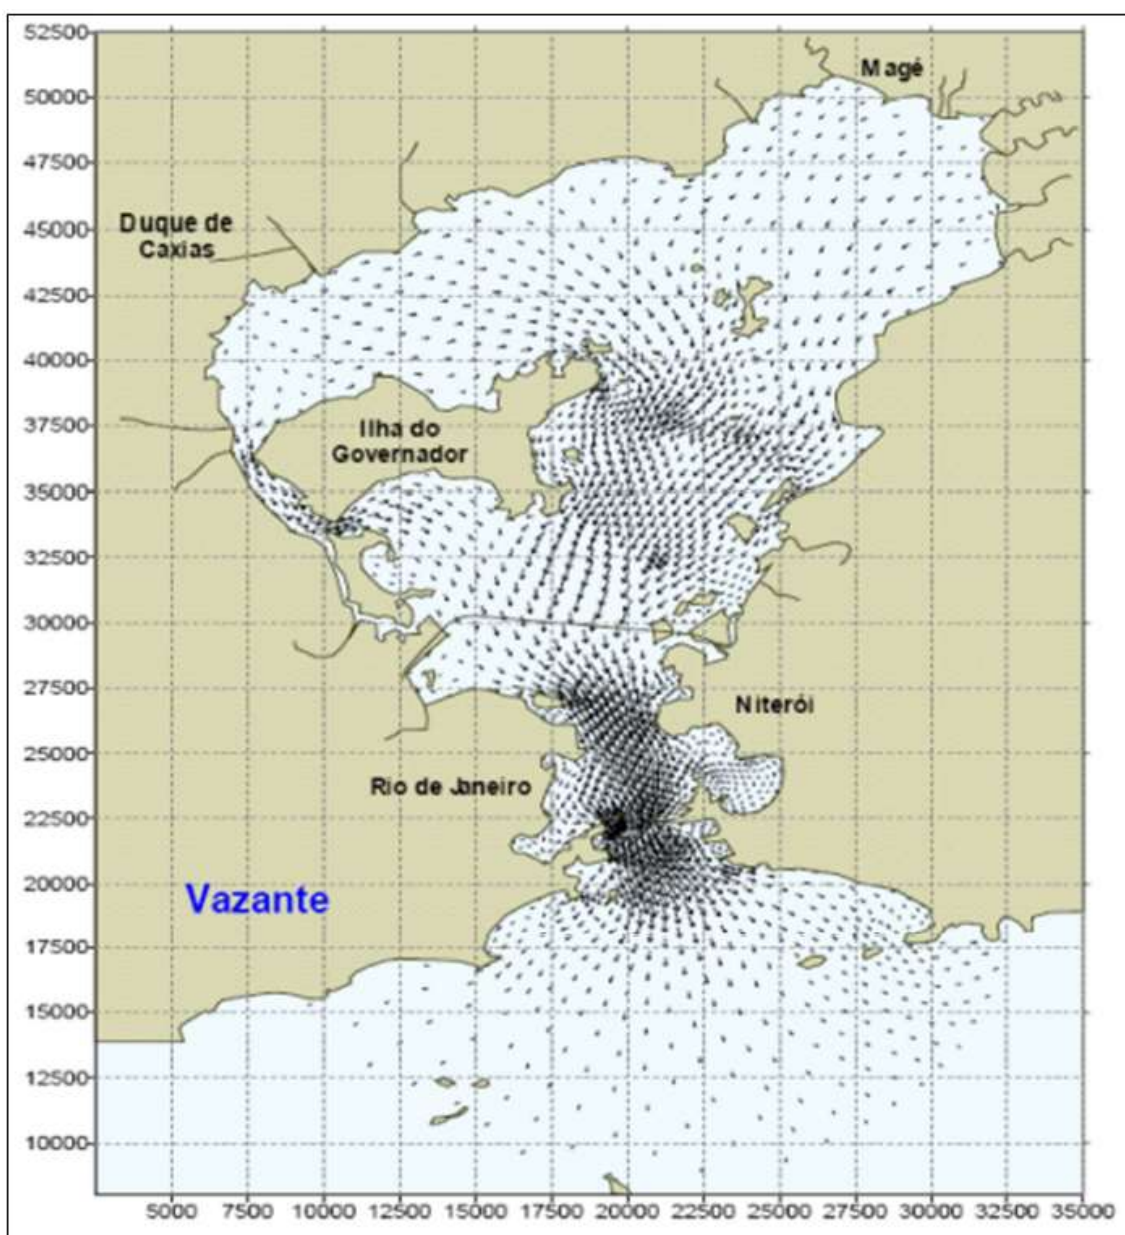 52500
50000
47500
45000
42500
40000
37500
35000
32500
30000
27500
25000
22500
20000
17500
15000
12500
10000
Magé
Duque de
Caxias
Ilha do
Governador
Niterói
Rio de Janeiro
Vazante
5000 7500 10000 12500 15000 17500 20000 22500 25000 27500 30000 32500 35000